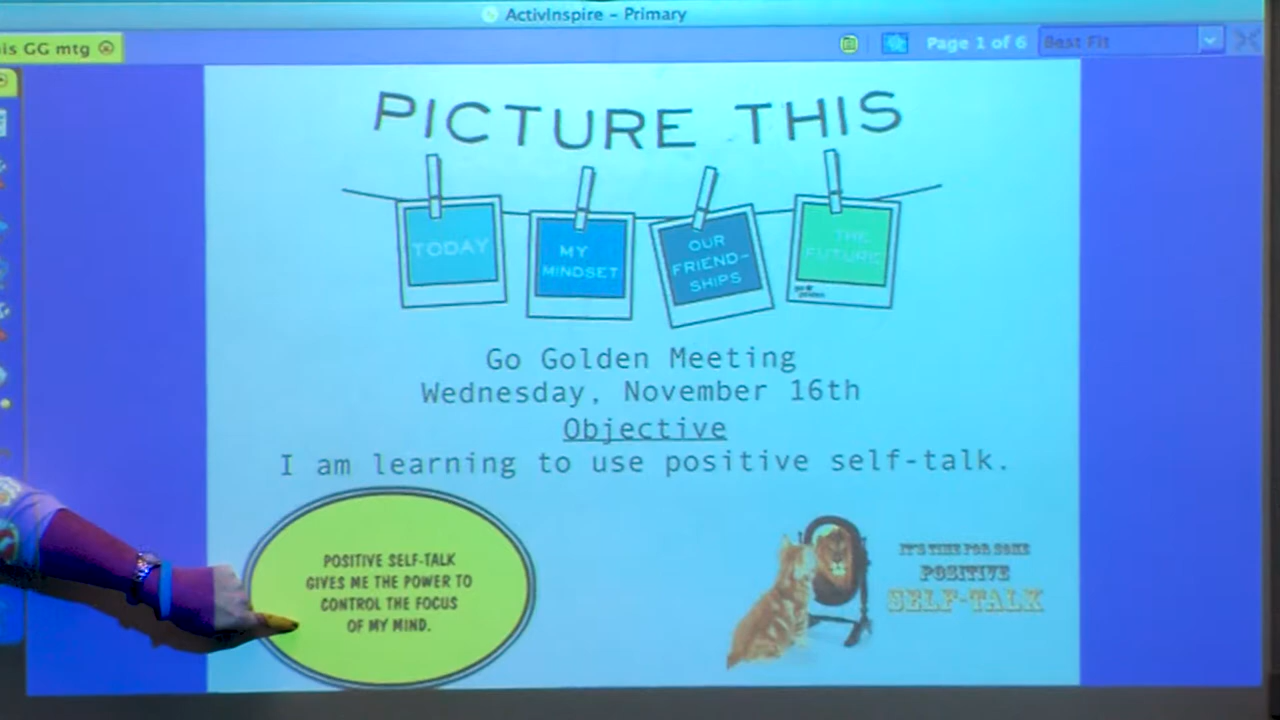 ActivInspire – Primary
is GG mtg
Page 1 of 6
Best Fit
PICTURE THIS
TODAY
MY
MINDSET
OUR
FRIEND-
SHIPS
THE
FUTURE
Go Golden Meeting
Wednesday, November 16th
Objective
I am learning to use positive self-talk.
POSITIVE SELF-TALK
GIVES ME THE POWER TO
CONTROL THE FOCUS
OF MY MIND.
IT'S TIME FOR SOME
POSITIVE
SELF-TALK